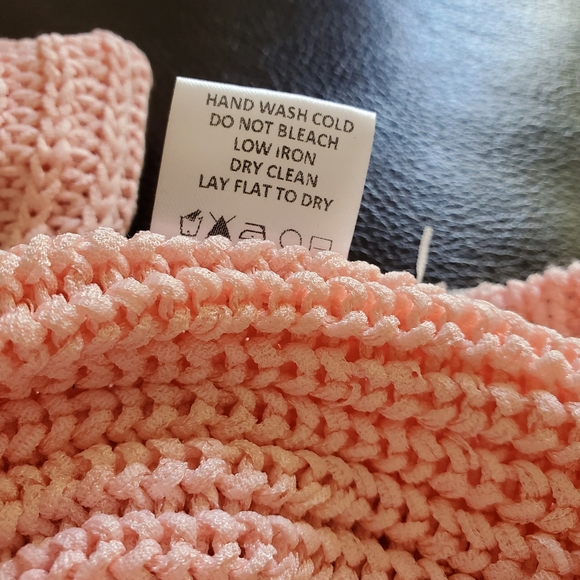 HAND WASH COLD
DO NOT BLEACH
LOW IRON
DRY CLEAN
LAY FLAT TO DRY